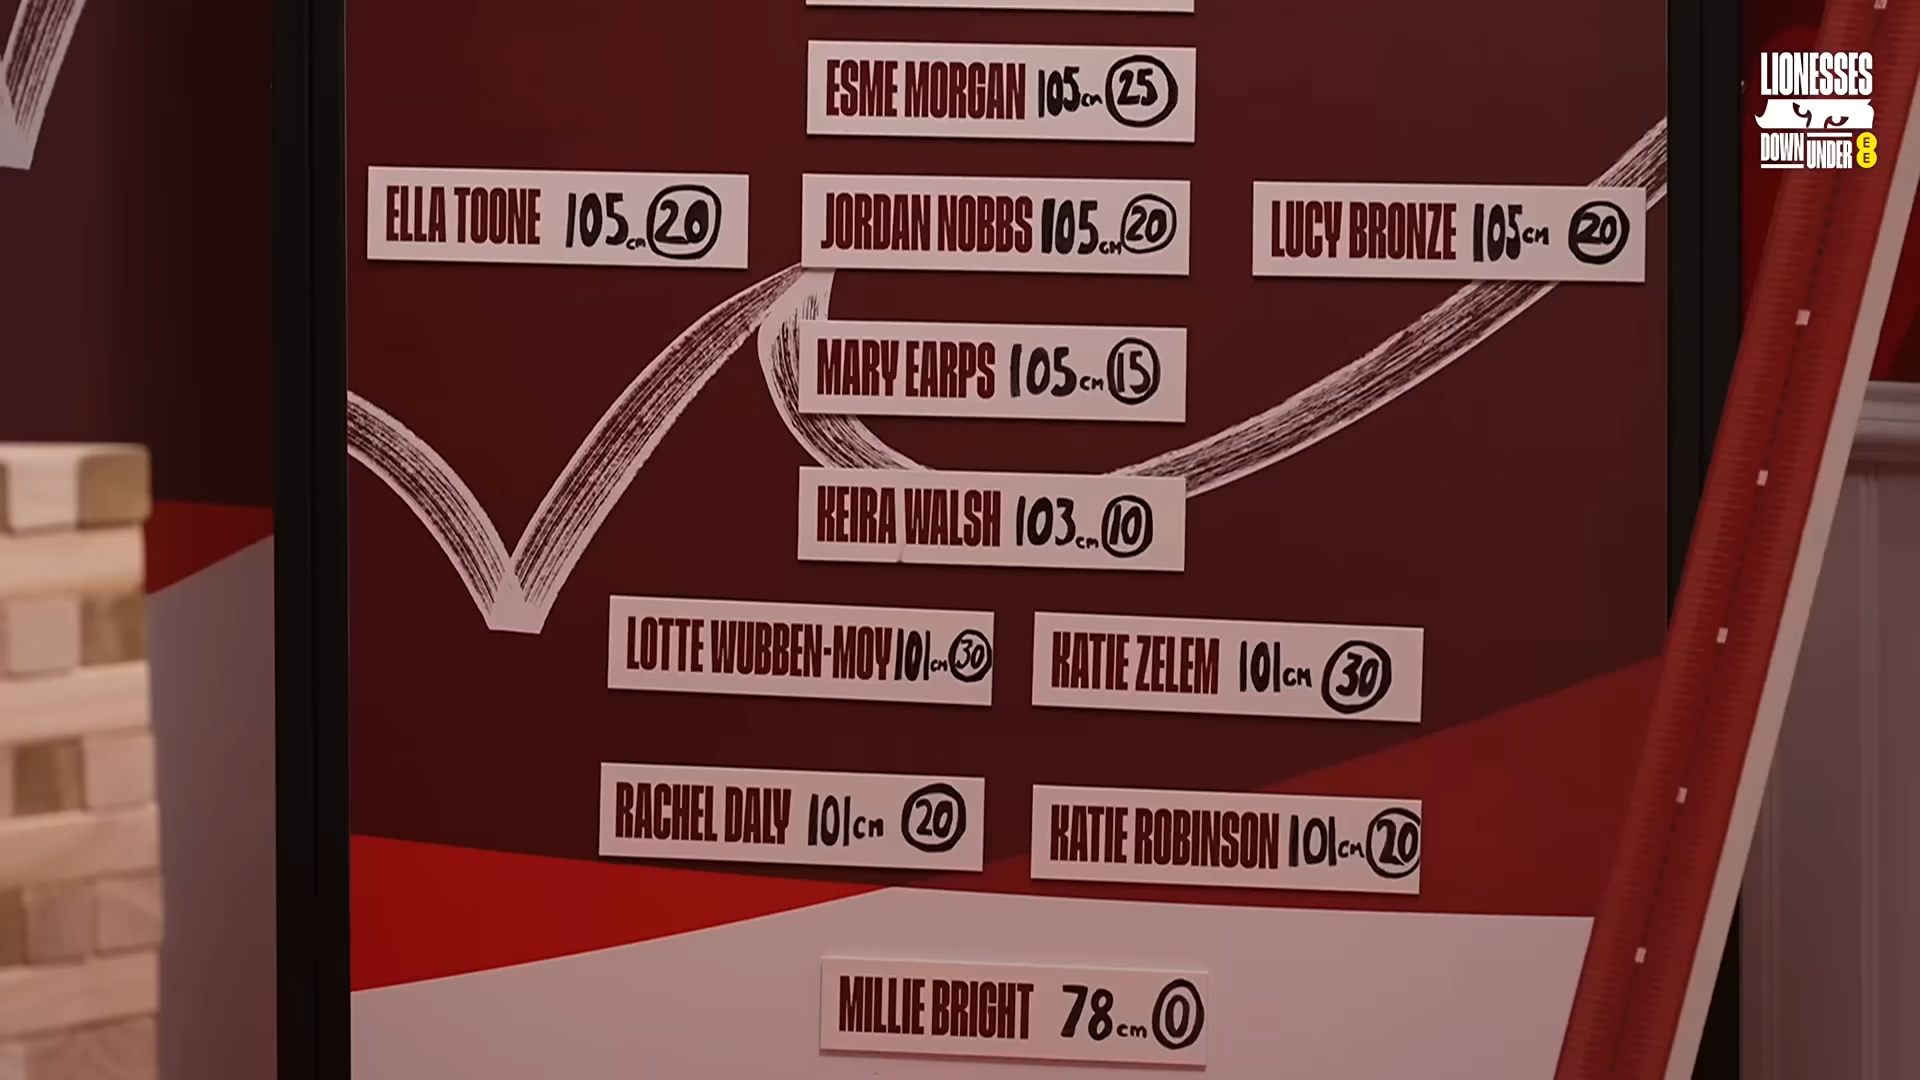 LIONESSES
DOWN UNDER EE
ESME MORGAN 105cm 25
ELLA TOONE 105cm 20
JORDAN NOBBS 105cm 20
LUCY BRONZE 105cm 20
MARY EARPS 105cm 15
KEIRA WALSH 103cm 10
LOTTE WUBBEN-MOY 101cm 30
KATIE ZELEM 101cm 30
RACHEL DALY 101cm 20
KATIE ROBINSON 101cm 20
MILLIE BRIGHT 78cm 0